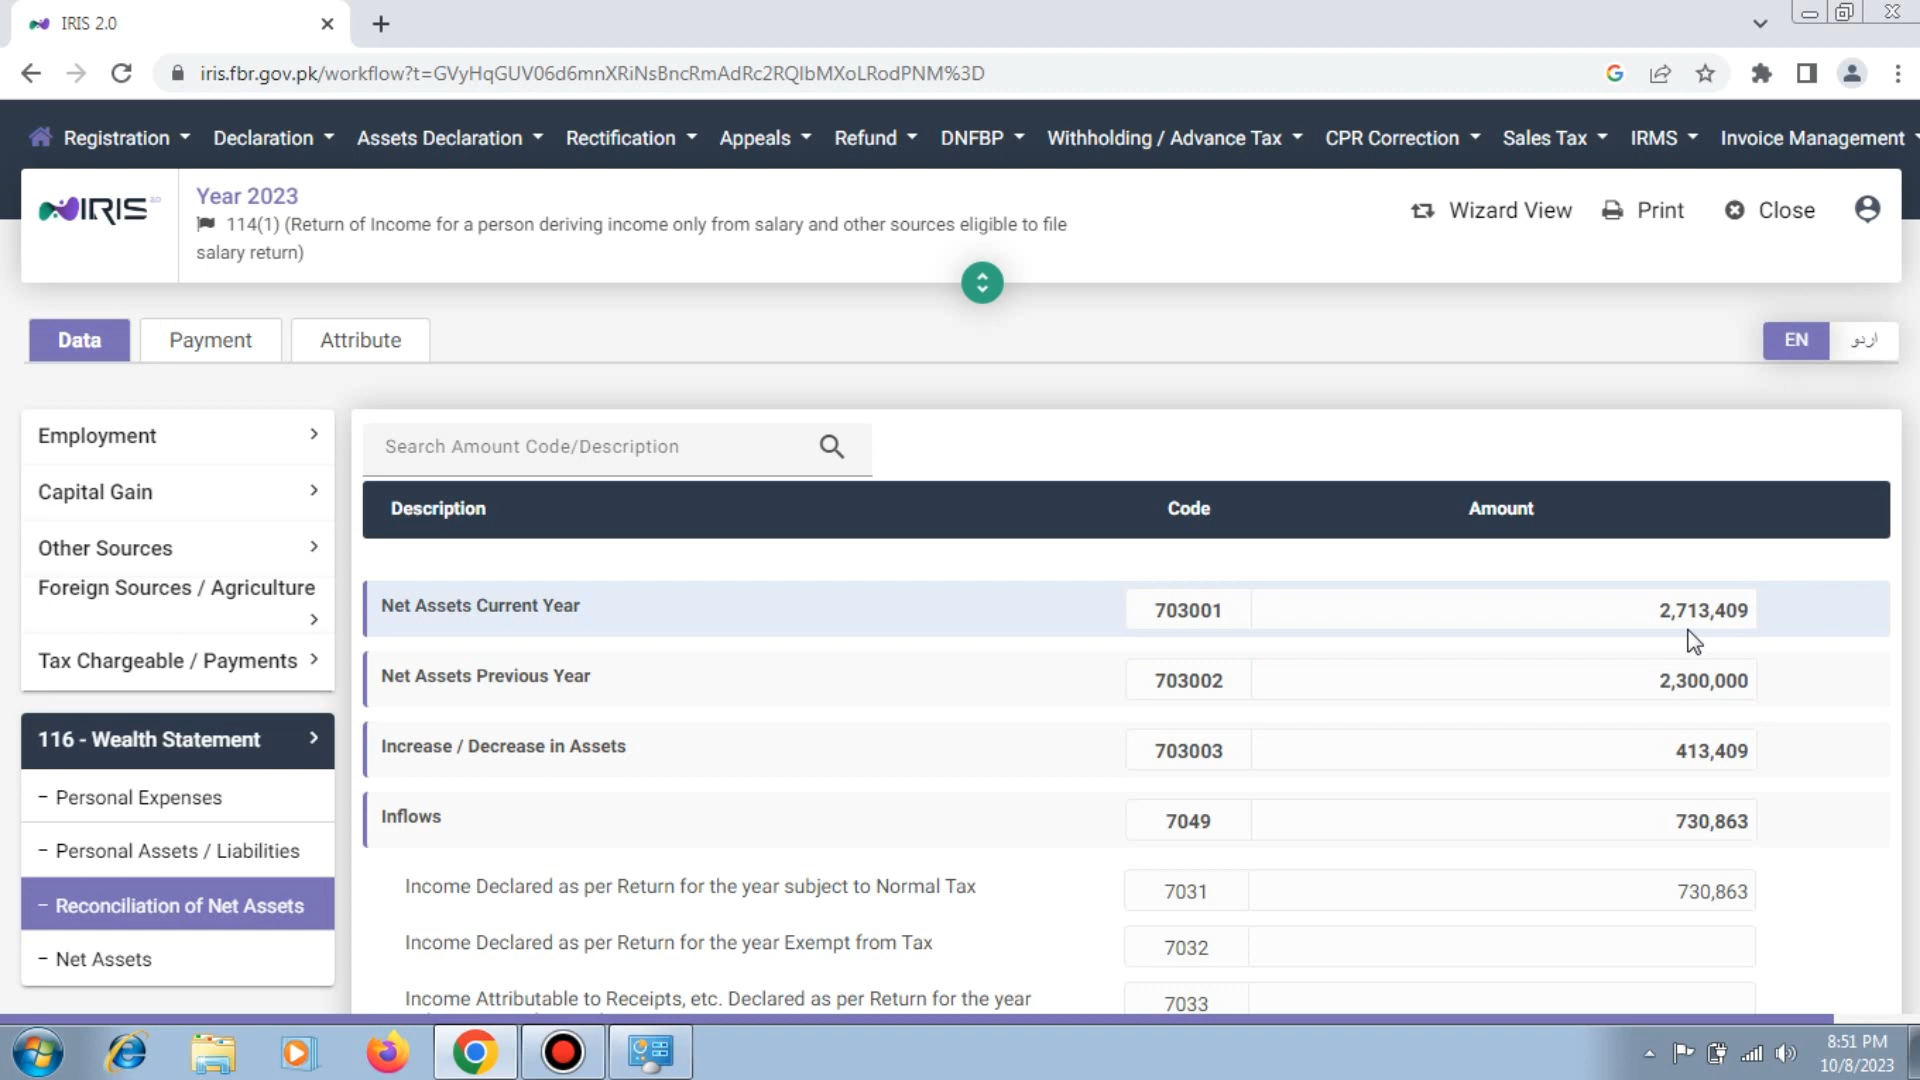 IRIS 2.0
iris.fbr.gov.pk/workflow?t=GVyHqGUV06d6mnXRiNsBncRmAdRc2RQIbMXoLRodPNM%3D
Registration Declaration Assets Declaration Rectification Appeals Refund DNFBP Withholding / Advance Tax CPR Correction Sales Tax IRMS Invoice Management
IRIS 2.0
Year 2023
114(1) (Return of Income for a person deriving income only from salary and other sources eligible to file
salary return)
Wizard View Print Close
Data Payment Attribute
EN اردو
Employment
Capital Gain
Other Sources
Foreign Sources / Agriculture
Tax Chargeable / Payments
116 - Wealth Statement
- Personal Expenses
- Personal Assets / Liabilities
- Reconciliation of Net Assets
- Net Assets
Search Amount Code/Description
Description Code Amount
Net Assets Current Year 703001 2,713,409
Net Assets Previous Year 703002 2,300,000
Increase / Decrease in Assets 703003 413,409
Inflows 7049 730,863
Income Declared as per Return for the year subject to Normal Tax 7031 730,863
Income Declared as per Return for the year Exempt from Tax 7032
Income Attributable to Receipts, etc. Declared as per Return for the year 7033
8:51 PM
10/8/2023